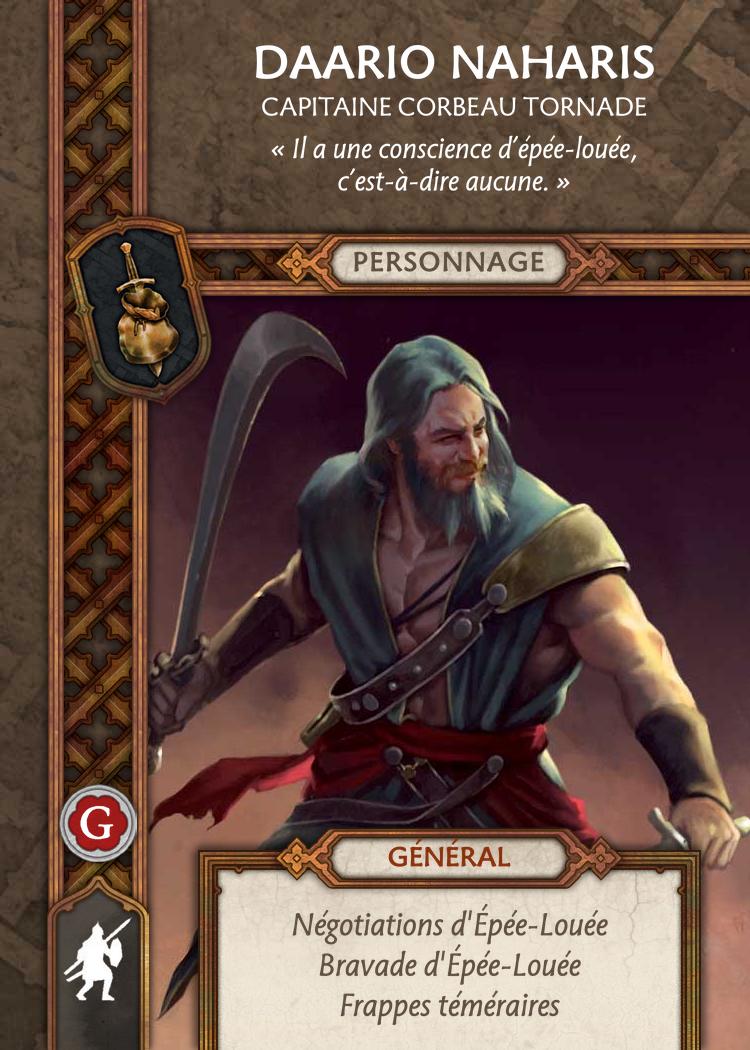 DAARIO NAHARIS
CAPITAINE CORBEAU TORNADE
« Il a une conscience d'épée-louée,
c'est-à-dire aucune. »
PERSONNAGE
G
GÉNÉRAL
Négotiations d'Épée-Louée
Bravade d'Épée-Louée
Frappes téméraires